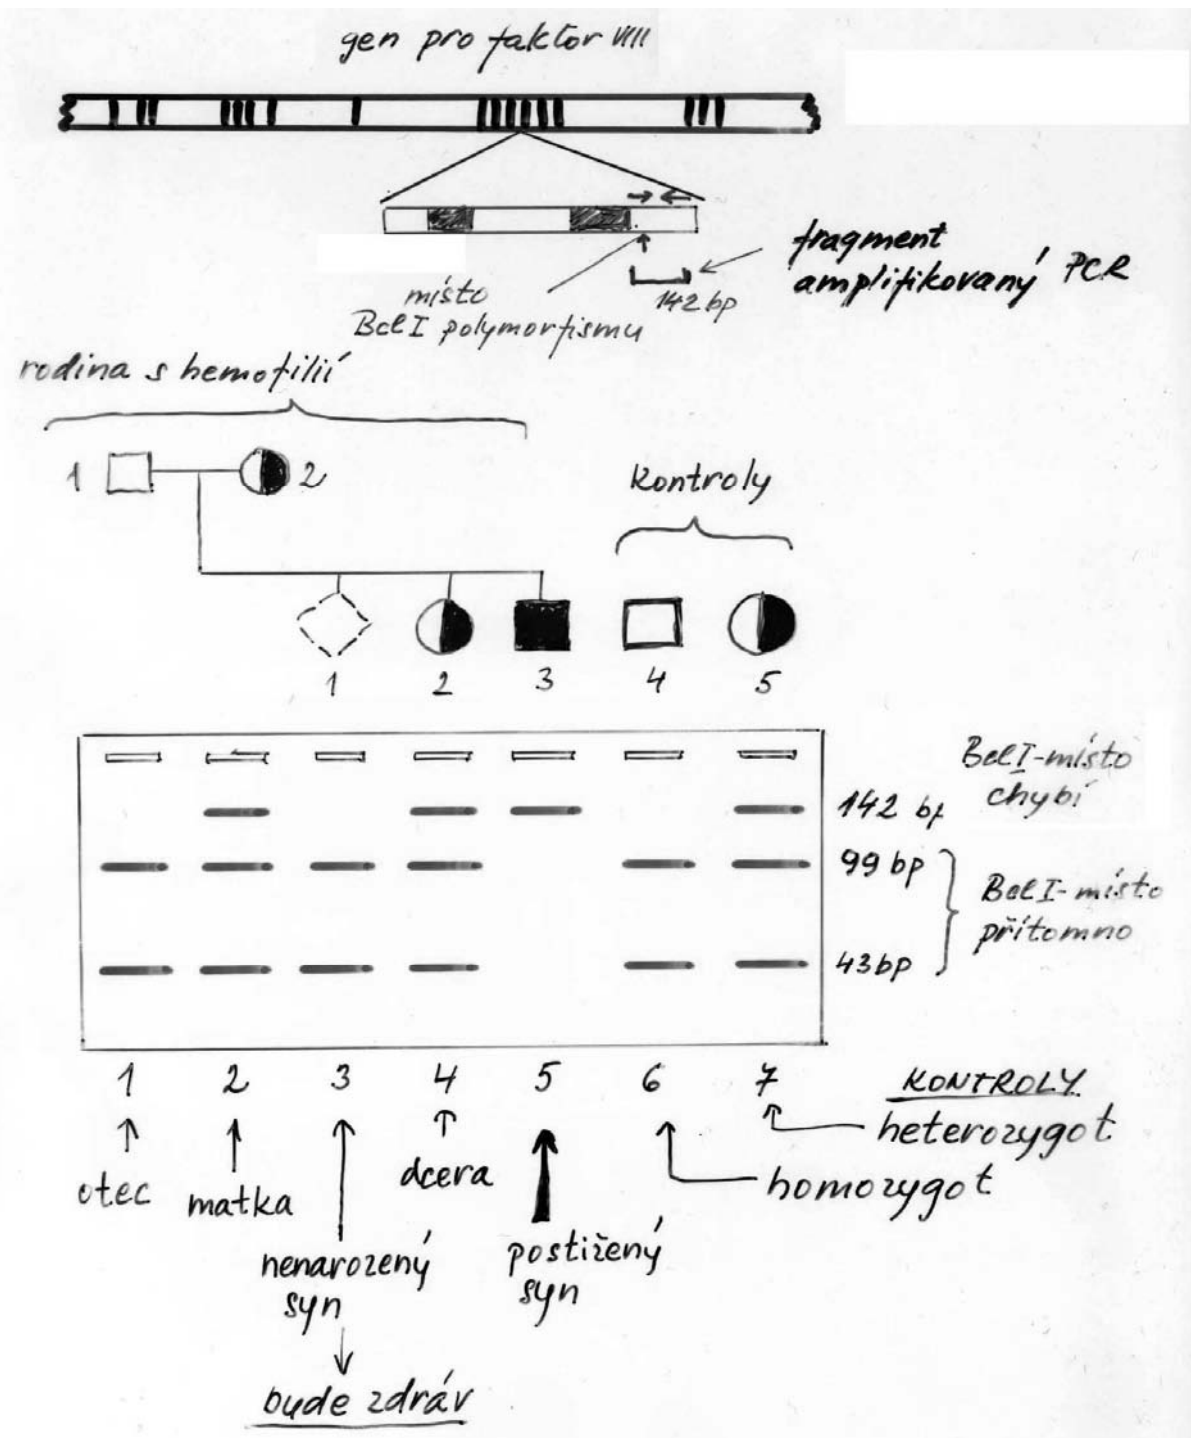 gen pro faktor VIII
fragment
amplifikovaný PCR
místo
BclI polymorfismu
142 bp
rodina s hemofilií
1
2
kontroly
1 2 3 4 5
BclI-místo
chybí
142 bp
99 bp
BclI-místo
přítomno
43 bp
1 2 3 4 5 6 7
KONTROLY
heterozygot
homozygot
otec
matka
nenarozený
syn
dcera
postižený
syn
bude zdráv